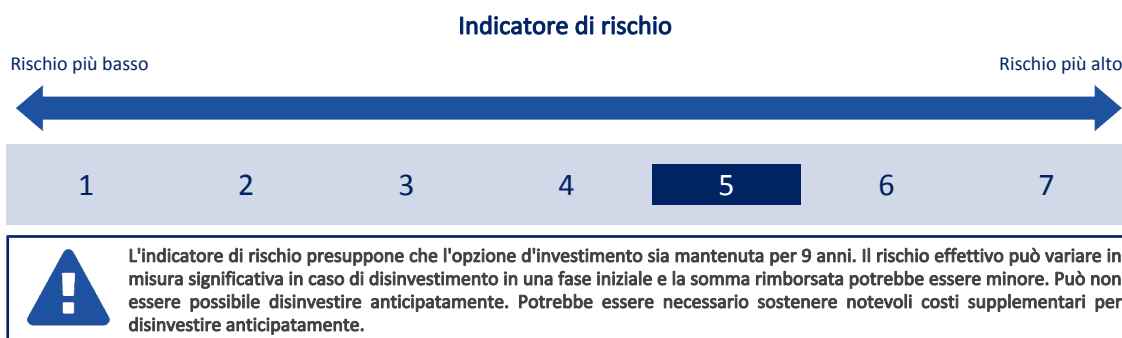 Indicatore di rischio
Rischio più basso
Rischio più alto
1 2 3 4 5 6 7
L'indicatore di rischio presuppone che l'opzione d'investimento sia mantenuta per 9 anni. Il rischio effettivo può variare in
misura significativa in caso di disinvestimento in una fase iniziale e la somma rimborsata potrebbe essere minore. Può non
essere possibile disinvestire anticipatamente. Potrebbe essere necessario sostenere notevoli costi supplementari per
disinvestire anticipatamente.